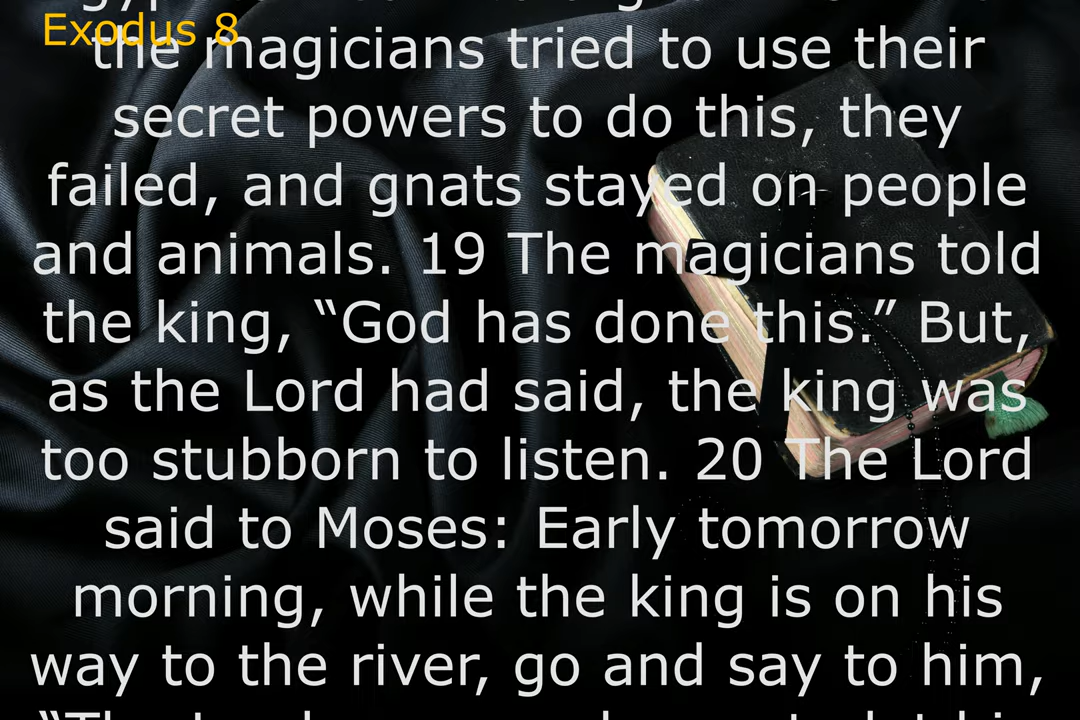 Exodus 8
the magicians tried to use their
secret powers to do this, they
failed, and gnats stayed on people
and animals. 19 The magicians told
the king, “God has done this.” But,
as the Lord had said, the king was
too stubborn to listen. 20 The Lord
said to Moses: Early tomorrow
morning, while the king is on his
way to the river, go and say to him,